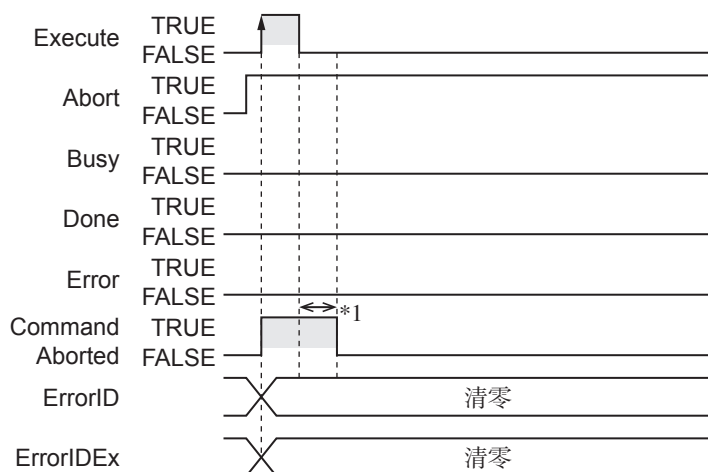 Execute TRUE
FALSE
Abort TRUE
FALSE
Busy TRUE
FALSE
Done TRUE
FALSE
Error TRUE
FALSE
*1
Command TRUE
Aborted FALSE
ErrorID 清零
ErrorIDEx 清零